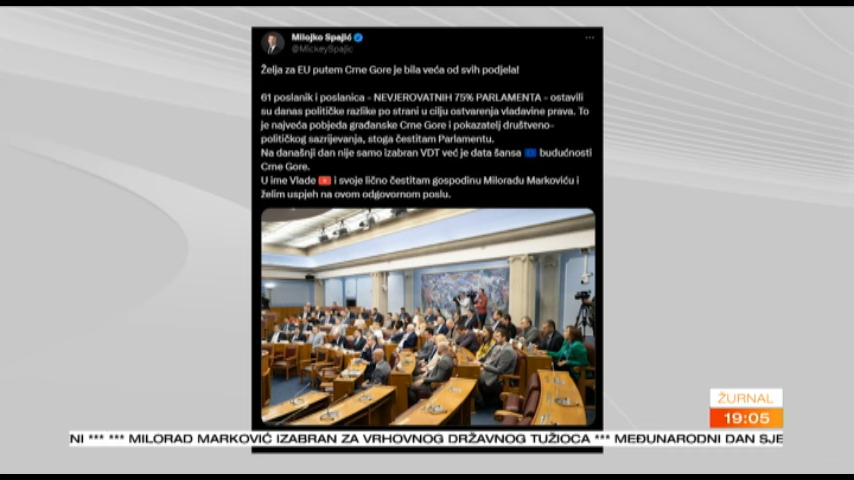 Milojko Spajić
@MickeySpajic
Želja za EU putem Crne Gore je bila veća od svih podjela!
61 poslanik i poslanica - NEVJEROVATNIH 75% PARLAMENTA - ostavili
su danas političke razlike po strani u cilju ostvarenja vladavine prava. To
je najveća pobjeda građanske Crne Gore i pokazatelj društveno-
političkog sazrijevanja, stoga čestitam Parlamentu.
Na današnji dan nije samo izabran VDT već je data šansa 🇪🇺 budućnosti
Crne Gore.
U ime Vlade 🇲🇪 i svoje lično čestitam gospodinu Miloradu Markoviću i
želim uspjeh na ovom odgovornom poslu.
ŽURNAL
19:05
NI *** *** MILORAD MARKOVIĆ IZABRAN ZA VRHOVNOG DRŽAVNOG TUŽIOCA *** MEĐUNARODNI DAN SJE